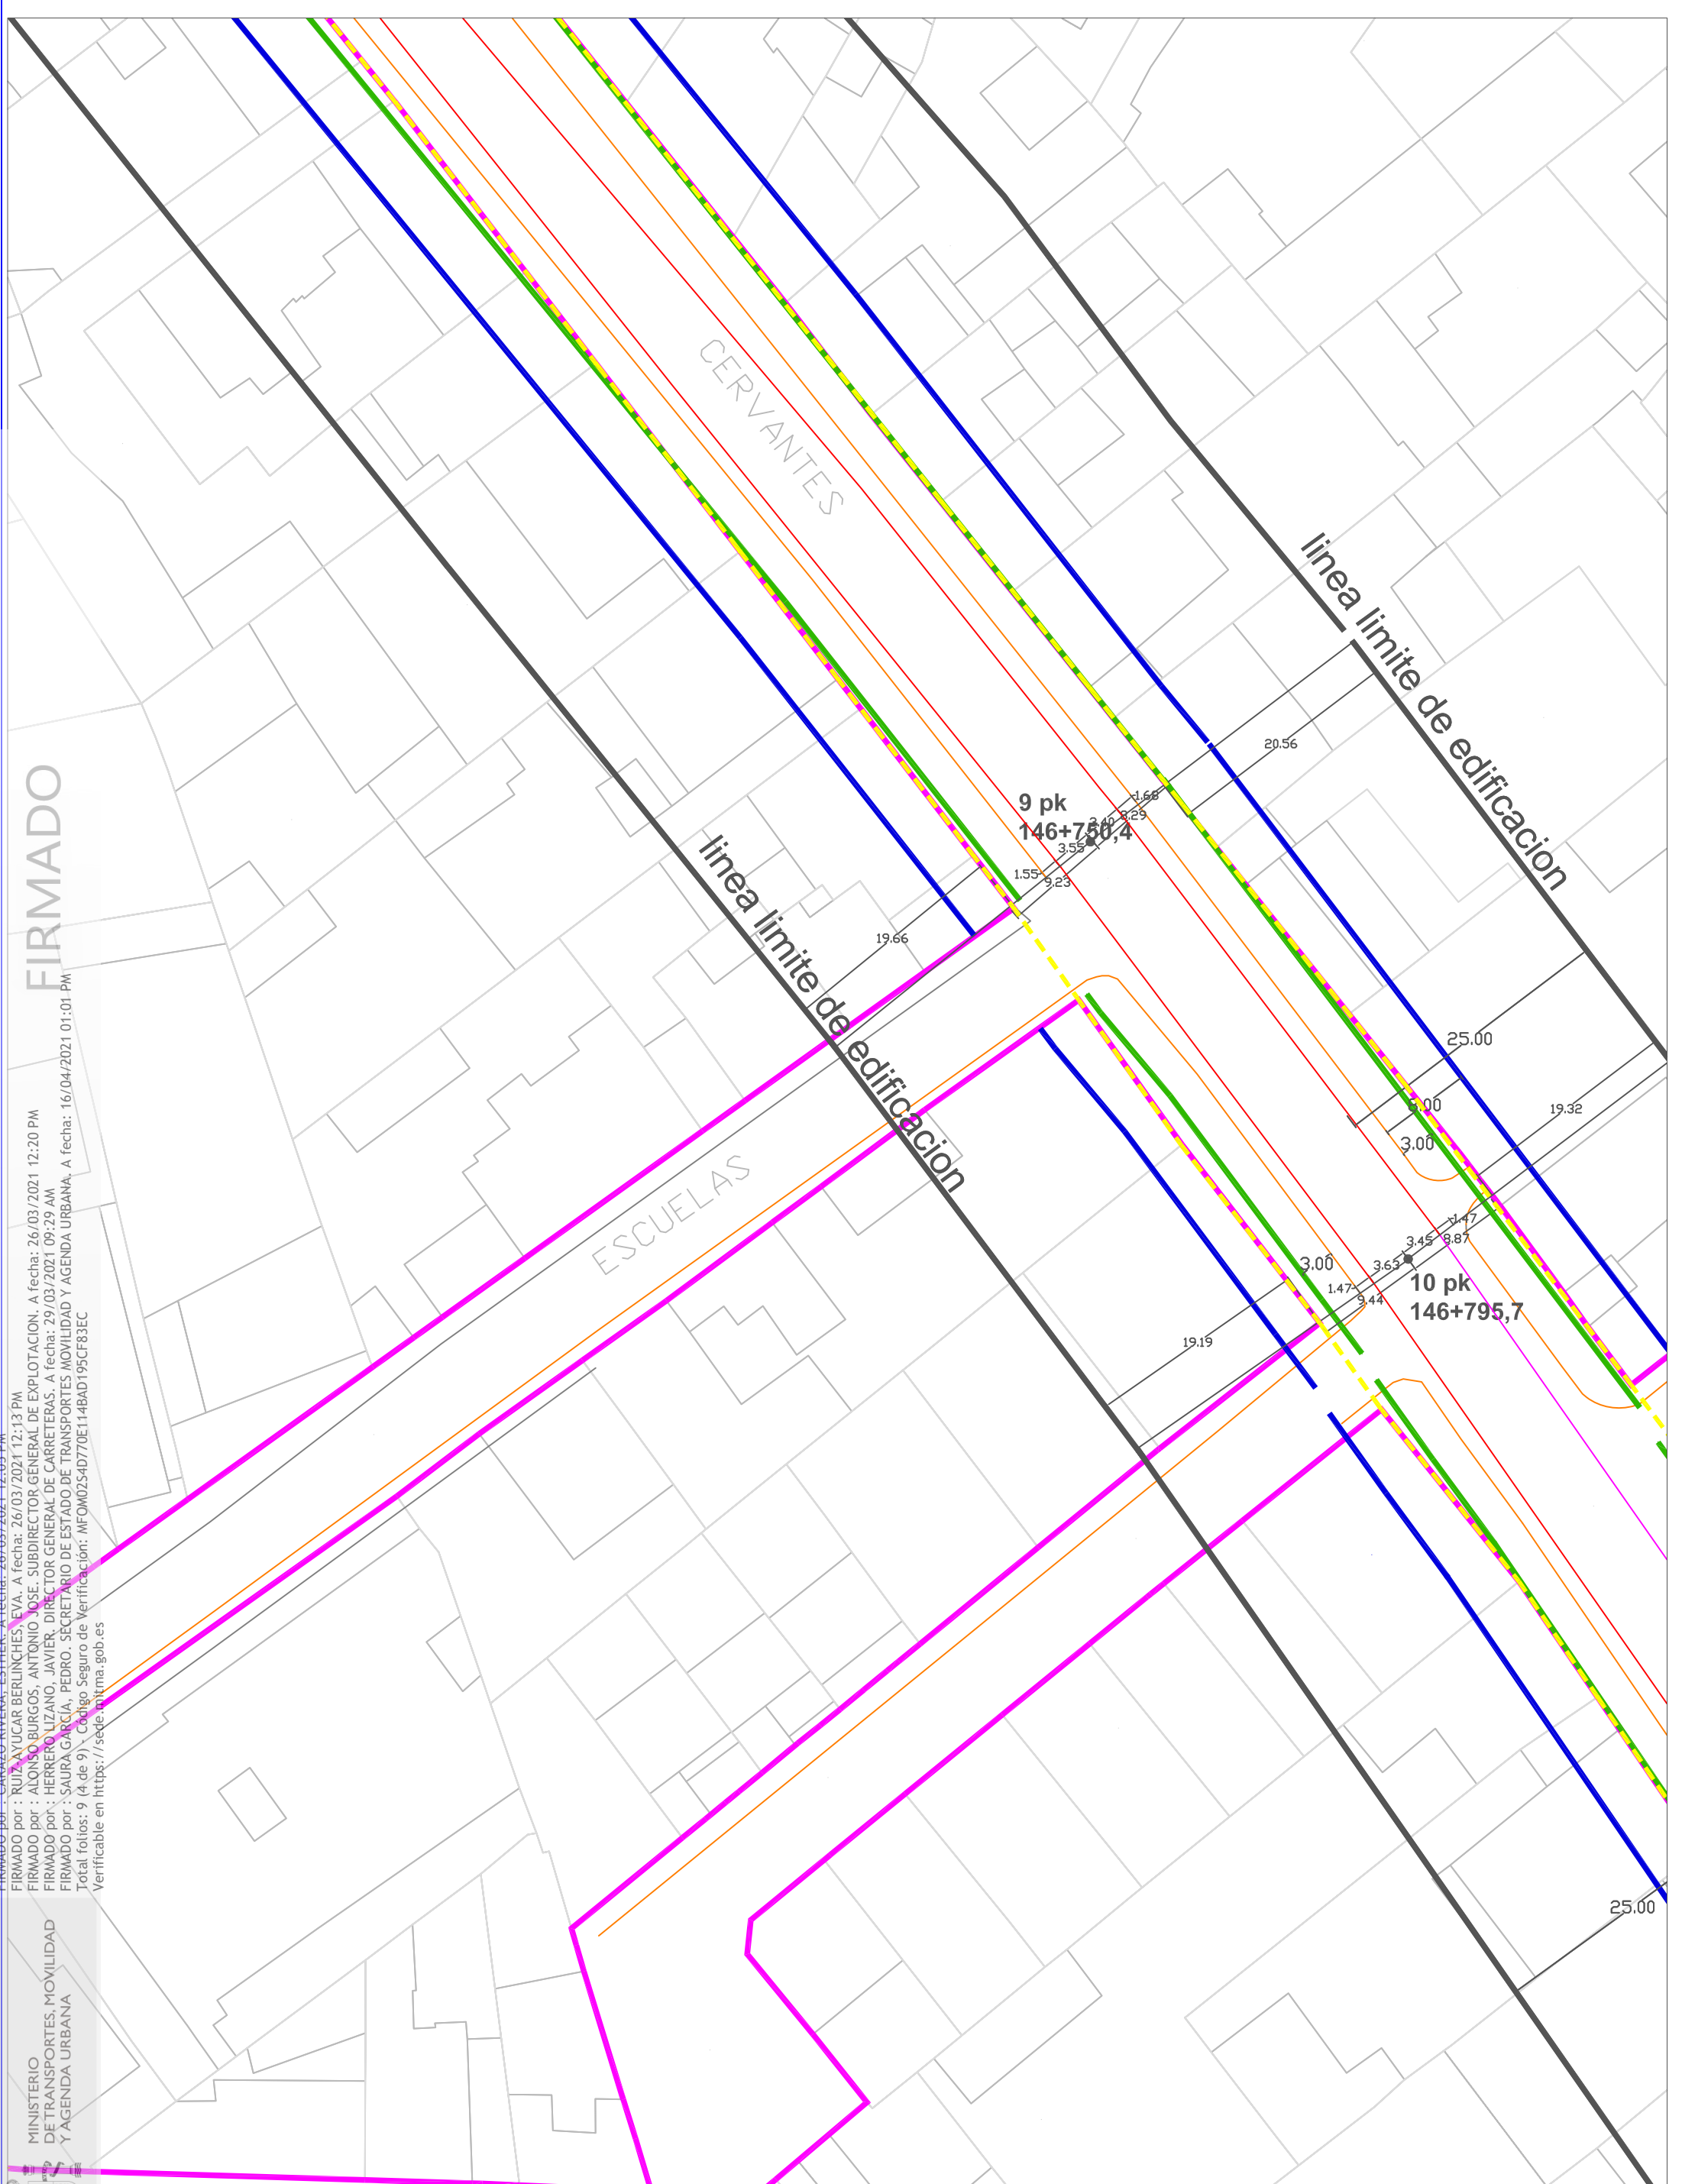 CERVANTES
linea limite de edificacion
20.56
9 pk
146+750,4
1.68
3.29
3.40
3.55
1.55
9.23
19.66
linea limite de edificacion
25.00
8.00
3.00
19.32
ESCUELAS
1.47
8.87
3.45
3.63
3.00
1.47
9.44
10 pk
146+795,7
19.19
25.00
FIRMADO
FIRMADO por : RUIZ-AYUCAR BERLINCHES, EVA. A fecha: 26/03/2021 12:13 PM
FIRMADO por : ALONSO BURGOS, ANTONIO JOSE. SUBDIRECTOR GENERAL DE EXPLOTACION. A fecha: 26/03/2021 12:20 PM
FIRMADO por : HERRERO LIZANO, JAVIER. DIRECTOR GENERAL DE CARRETERAS. A fecha: 29/03/2021 09:29 AM
FIRMADO por : SAURA GARCÍA, PEDRO. SECRETARIO DE ESTADO DE TRANSPORTES MOVILIDAD Y AGENDA URBANA. A fecha: 16/04/2021 01:01 PM
Total folios: 9 (4 de 9) - Código Seguro de Verificación: MFOM02S4D770E114BAD195CF83EC
Verificable en https://sede.mitma.gob.es
MINISTERIO
DE TRANSPORTES, MOVILIDAD
Y AGENDA URBANA